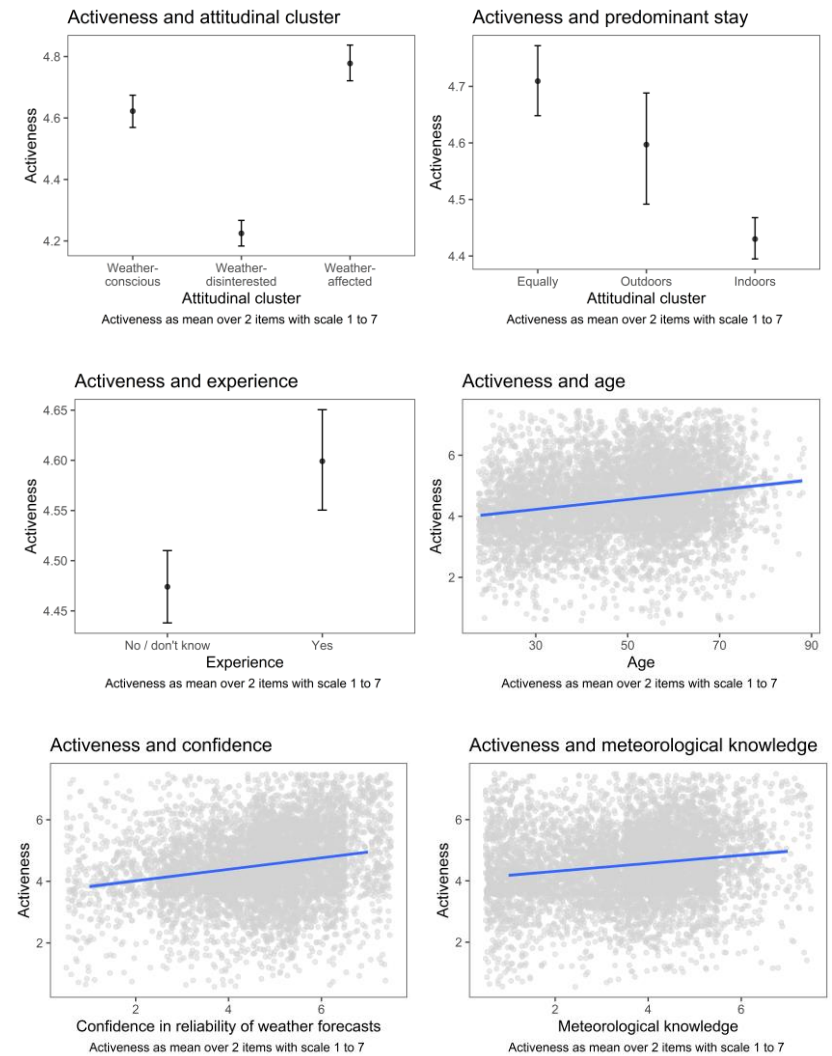 Activeness and attitudinal cluster
Activeness
4.8
4.6
4.4
4.2
Weather-
conscious
Weather-
disinterested
Weather-
affected
Attitudinal cluster
Activeness as mean over 2 items with scale 1 to 7
Activeness and predominant stay
Activeness
4.7
4.6
4.5
4.4
Equally
Outdoors
Indoors
Attitudinal cluster
Activeness as mean over 2 items with scale 1 to 7
Activeness and experience
Activeness
4.65
4.60
4.55
4.50
4.45
No / don't know
Yes
Experience
Activeness as mean over 2 items with scale 1 to 7
Activeness and age
Activeness
6
4
2
30
50
70
90
Age
Activeness as mean over 2 items with scale 1 to 7
Activeness and confidence
Activeness
6
4
2
2
4
6
Confidence in reliability of weather forecasts
Activeness as mean over 2 items with scale 1 to 7
Activeness and meteorological knowledge
Activeness
6
4
2
2
4
6
Meteorological knowledge
Activeness as mean over 2 items with scale 1 to 7